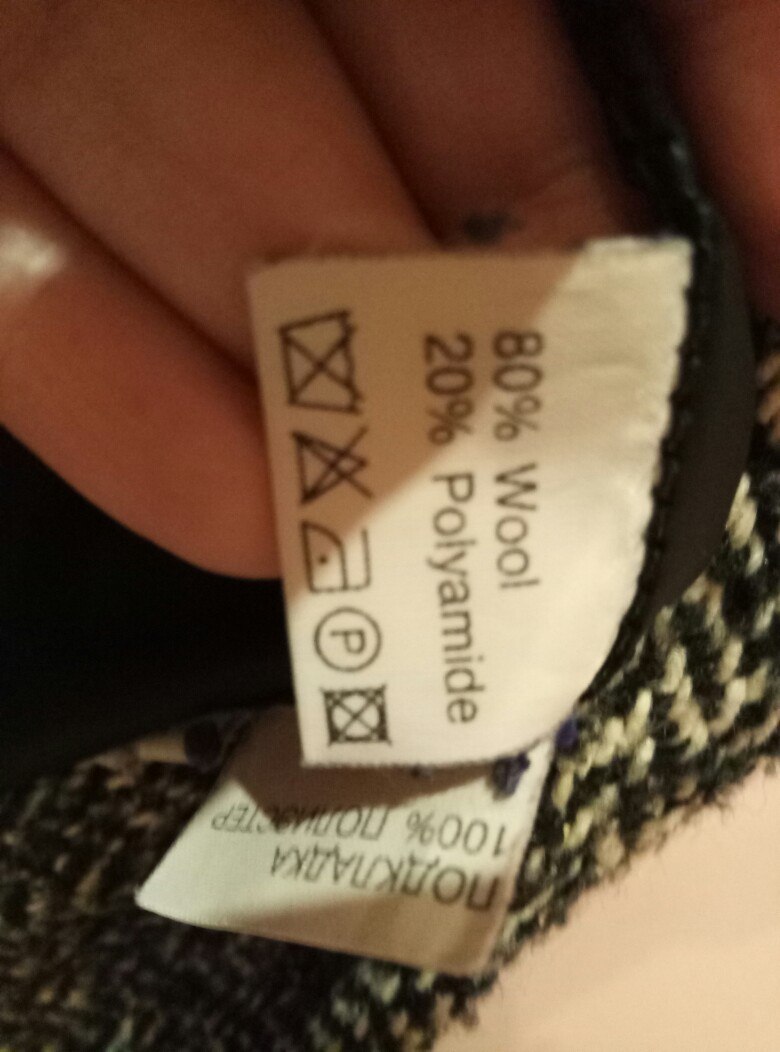 80% Wool
20% Polyamide
P
ПОДКЛАДКА
100% ПОЛИЭСТЕР